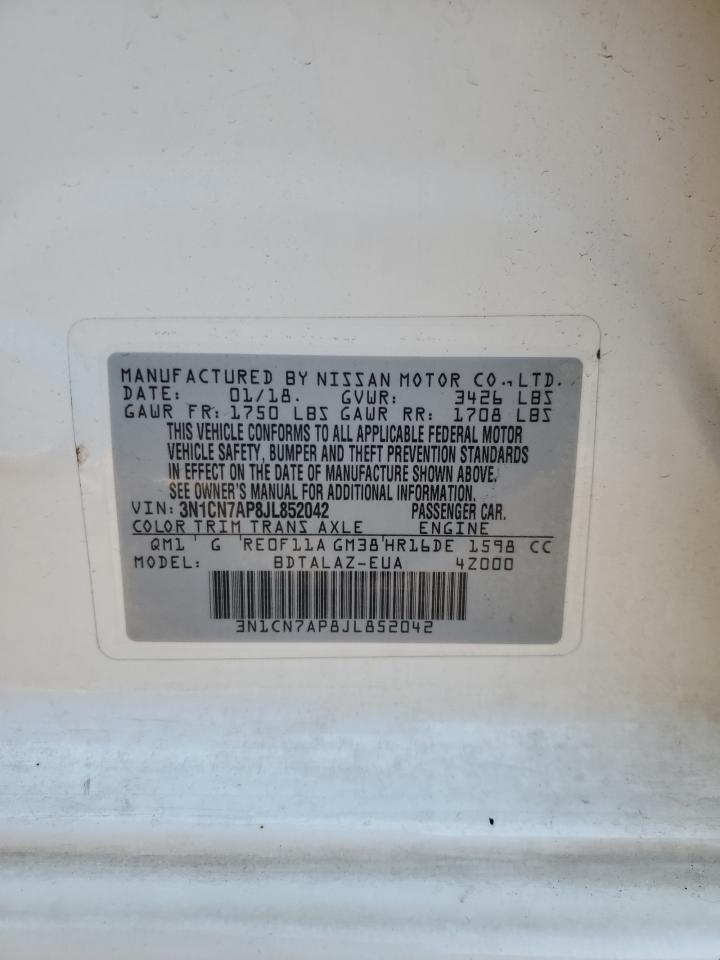 MANUFACTURED BY NISSAN MOTOR CO.,LTD.
DATE: 01/18. GVWR: 3426 LBS
GAWR FR: 1750 LBS GAWR RR: 1708 LBS
THIS VEHICLE CONFORMS TO ALL APPLICABLE FEDERAL MOTOR
VEHICLE SAFETY, BUMPER AND THEFT PREVENTION STANDARDS
IN EFFECT ON THE DATE OF MANUFACTURE SHOWN ABOVE.
SEE OWNER'S MANUAL FOR ADDITIONAL INFORMATION.
VIN: 3N1CN7AP8JL852042 PASSENGER CAR.
COLOR TRIM TRANS AXLE ENGINE
QM1 G RE0F11A GM38 HR16DE 1598 CC
MODEL: BDTALAZ-EUA 4Z000
3N1CN7AP8JL852042